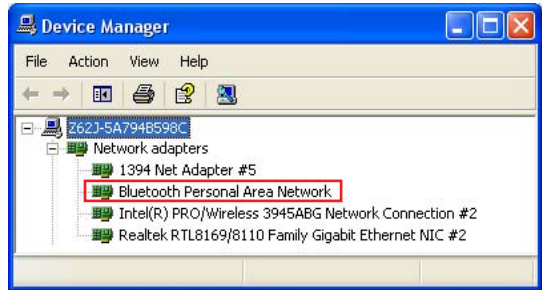 Device Manager
File Action View Help
Z62J-5A794B598C
Network adapters
1394 Net Adapter #5
Bluetooth Personal Area Network
Intel(R) PRO/Wireless 3945ABG Network Connection #2
Realtek RTL8169/8110 Family Gigabit Ethernet NIC #2